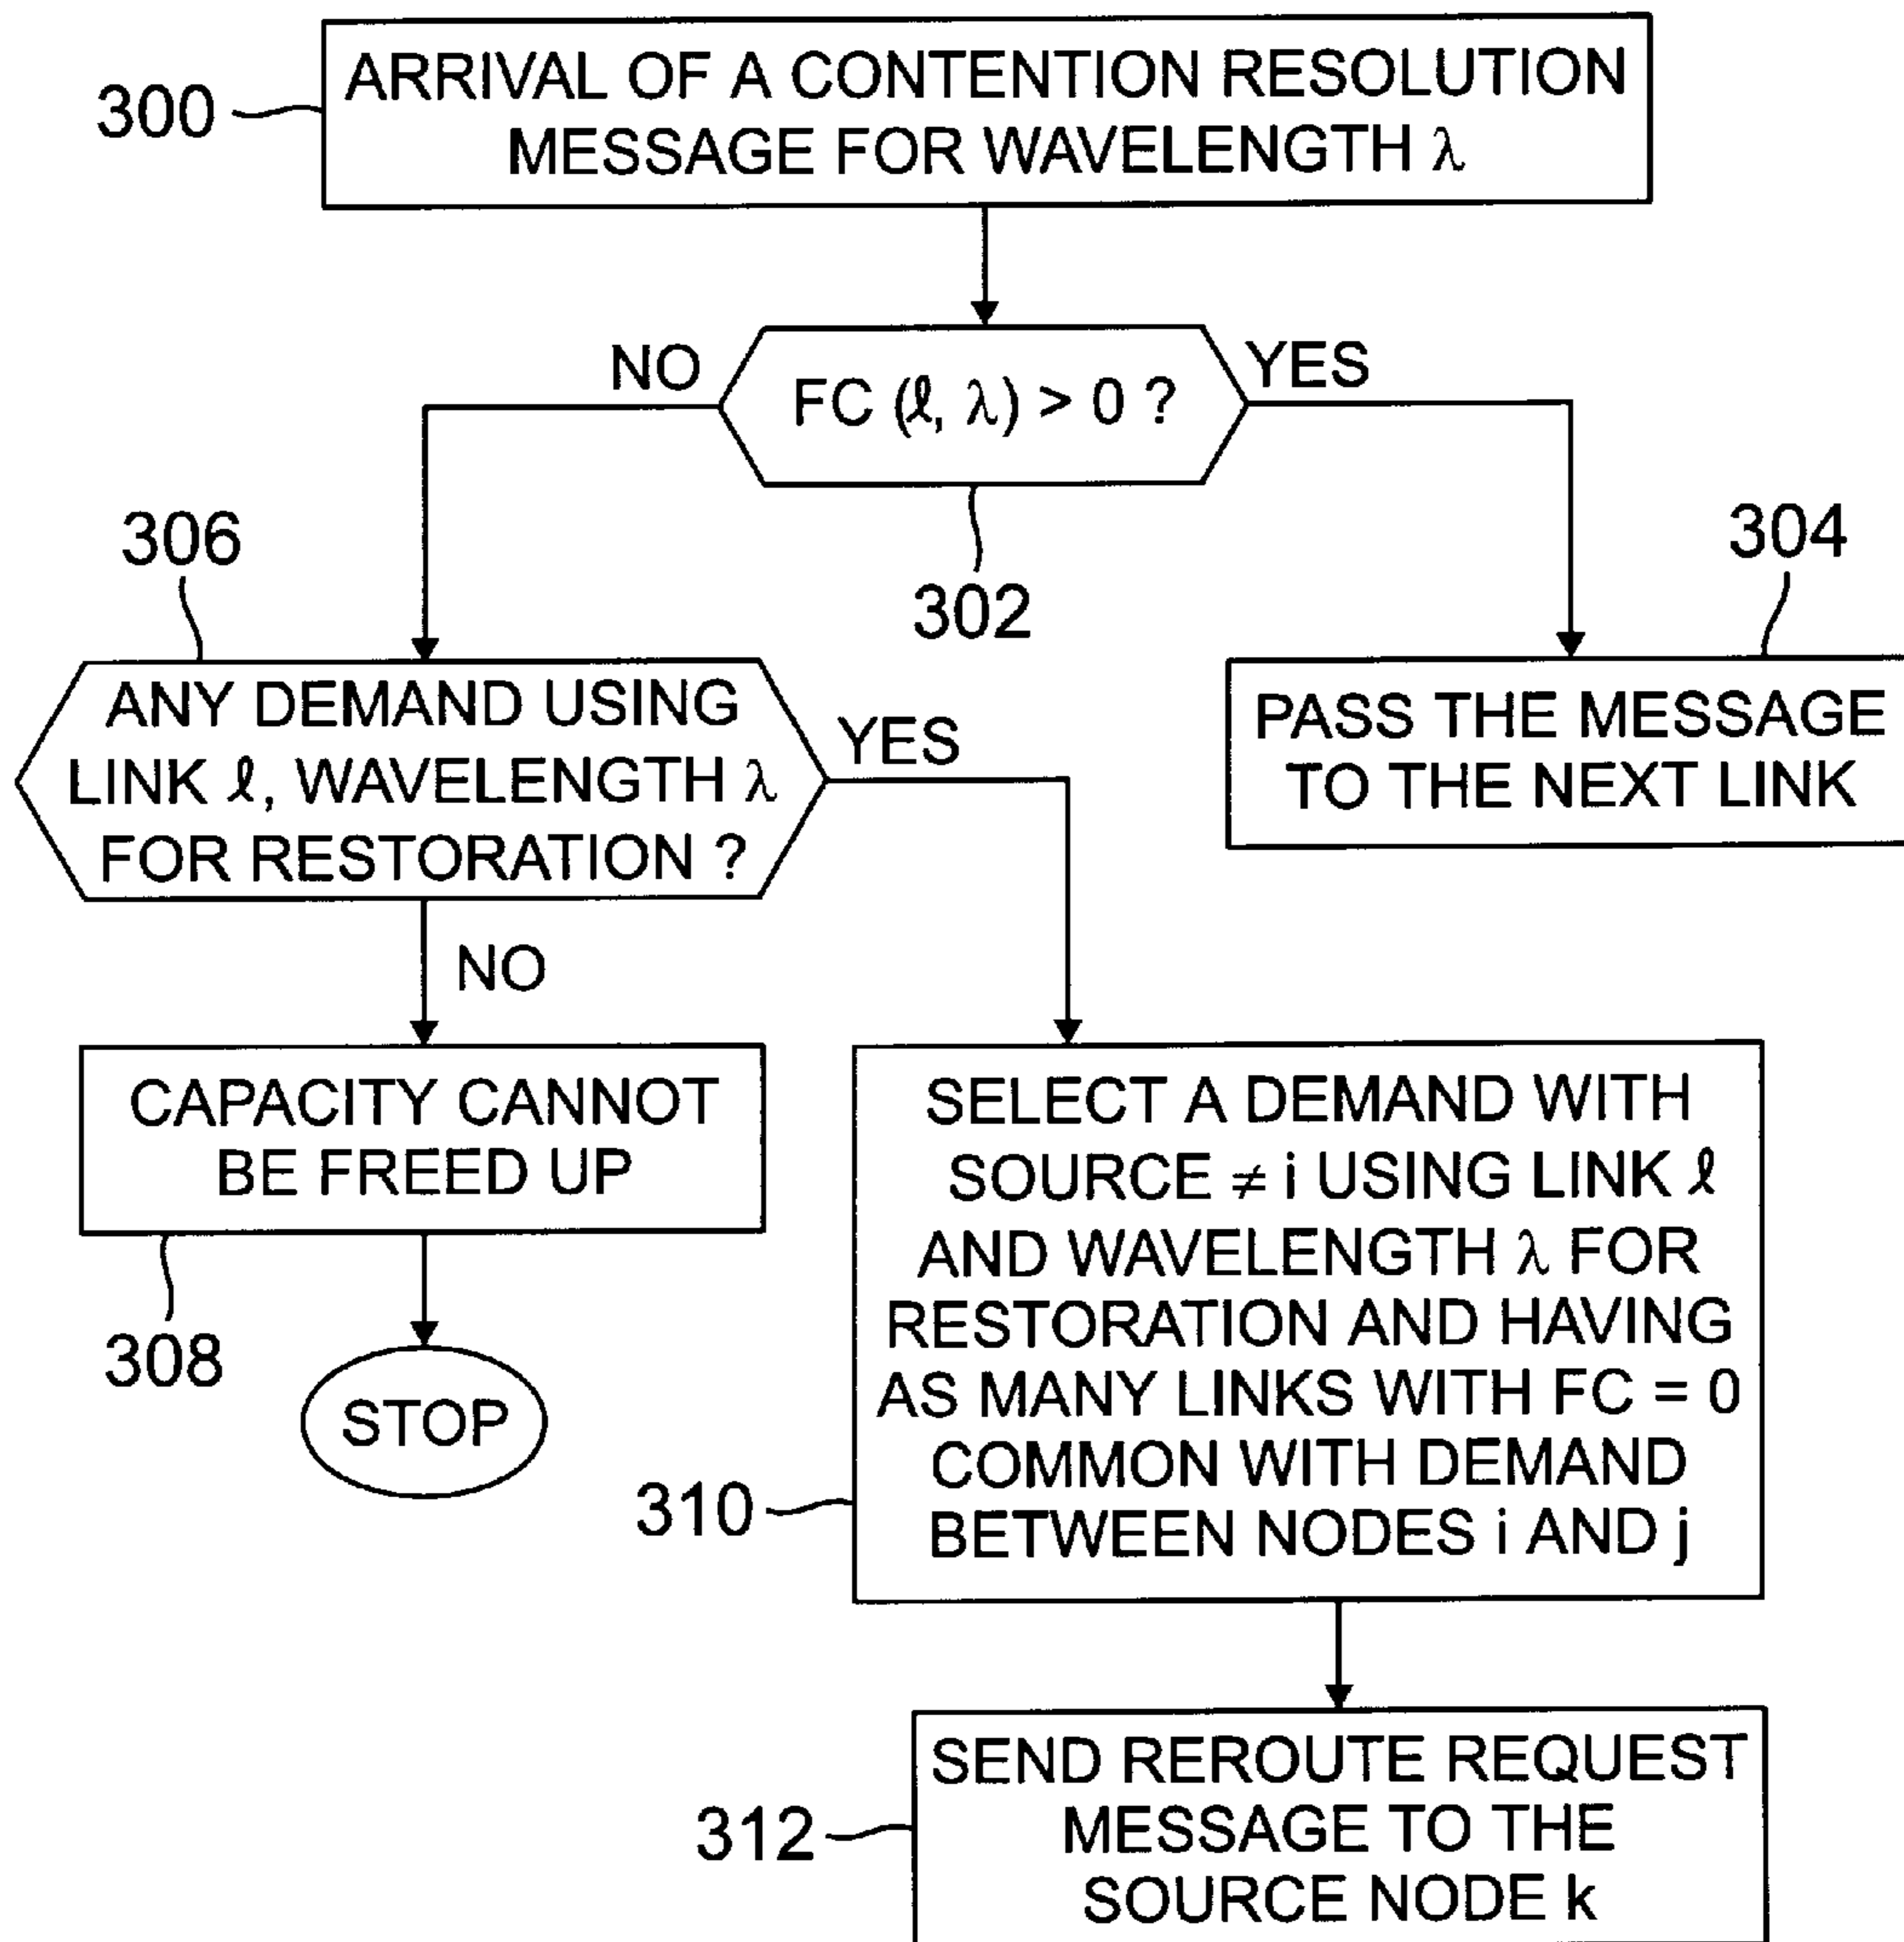 300
ARRIVAL OF A CONTENTION RESOLUTION
MESSAGE FOR WAVELENGTH λ
NO
FC (ℓ, λ) > 0 ?
YES
302
304
PASS THE MESSAGE
TO THE NEXT LINK
306
ANY DEMAND USING
LINK ℓ, WAVELENGTH λ
FOR RESTORATION ?
YES
NO
CAPACITY CANNOT
BE FREED UP
308
STOP
SELECT A DEMAND WITH
SOURCE ≠ i USING LINK ℓ
AND WAVELENGTH λ FOR
RESTORATION AND HAVING
AS MANY LINKS WITH FC = 0
COMMON WITH DEMAND
BETWEEN NODES i AND j
310
SEND REROUTE REQUEST
MESSAGE TO THE
SOURCE NODE k
312